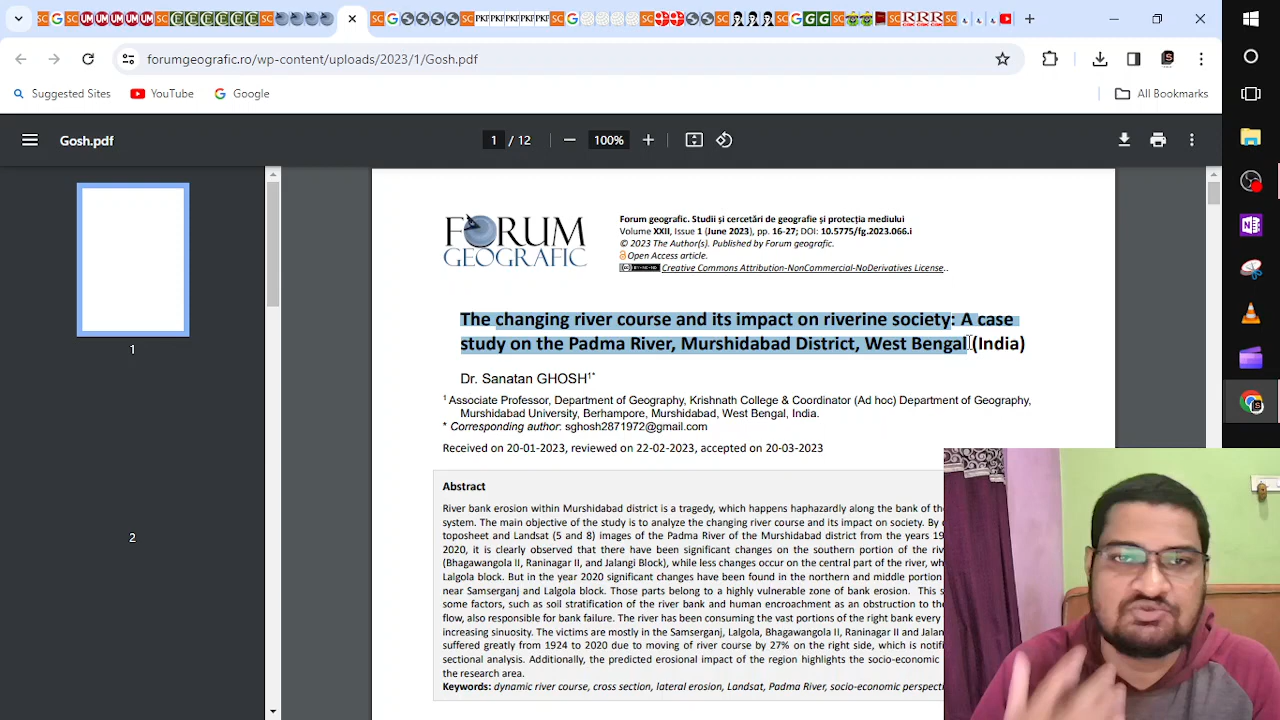 forumgeografic.ro/wp-content/uploads/2023/1/Gosh.pdf
Suggested Sites
YouTube
Google
All Bookmarks
Gosh.pdf
1 / 12
100%
1
2
FORUM
GEOGRAFIC
Forum geografic. Studii și cercetări de geografie și protecția mediului
Volume XXII, Issue 1 (June 2023), pp. 16-27; DOI: 10.5775/fg.2023.066.i
© 2023 The Author(s). Published by Forum geografic.
Open Access article.
Creative Commons Attribution-NonCommercial-NoDerivatives License..
The changing river course and its impact on riverine society: A case
study on the Padma River, Murshidabad District, West Bengal (India)
Dr. Sanatan GHOSH1*
1 Associate Professor, Department of Geography, Krishnath College & Coordinator (Ad hoc) Department of Geography,
Murshidabad University, Berhampore, Murshidabad, West Bengal, India.
* Corresponding author: sghosh2871972@gmail.com
Received on 20-01-2023, reviewed on 22-02-2023, accepted on 20-03-2023
Abstract
River bank erosion within Murshidabad district is a tragedy, which happens haphazardly along the bank of the
system. The main objective of the study is to analyze the changing river course and its impact on society. By
toposheet and Landsat (5 and 8) images of the Padma River of the Murshidabad district from the years
2020, it is clearly observed that there have been significant changes on the southern portion of the
(Bhagawangola II, Raninagar II, and Jalangi Block), while less changes occur on the central part of the river,
Lalgola block. But in the year 2020 significant changes have been found in the northern and middle portion
near Samserganj and Lalgola block. Those parts belong to a highly vulnerable zone of bank erosion. This
some factors, such as soil stratification of the river bank and human encroachment as an obstruction to the
flow, also responsible for bank failure. The river has been consuming the vast portions of the right bank every
increasing sinuosity. The victims are mostly in the Samserganj, Lalgola, Bhagawangola II, Raninagar II and
suffered greatly from 1924 to 2020 due to moving of river course by 27% on the right side, which is
sectional analysis. Additionally, the predicted erosional impact of the region highlights the socio-economic
the research area.
Keywords: dynamic river course, cross section, lateral erosion, Landsat, Padma River, socio-economic